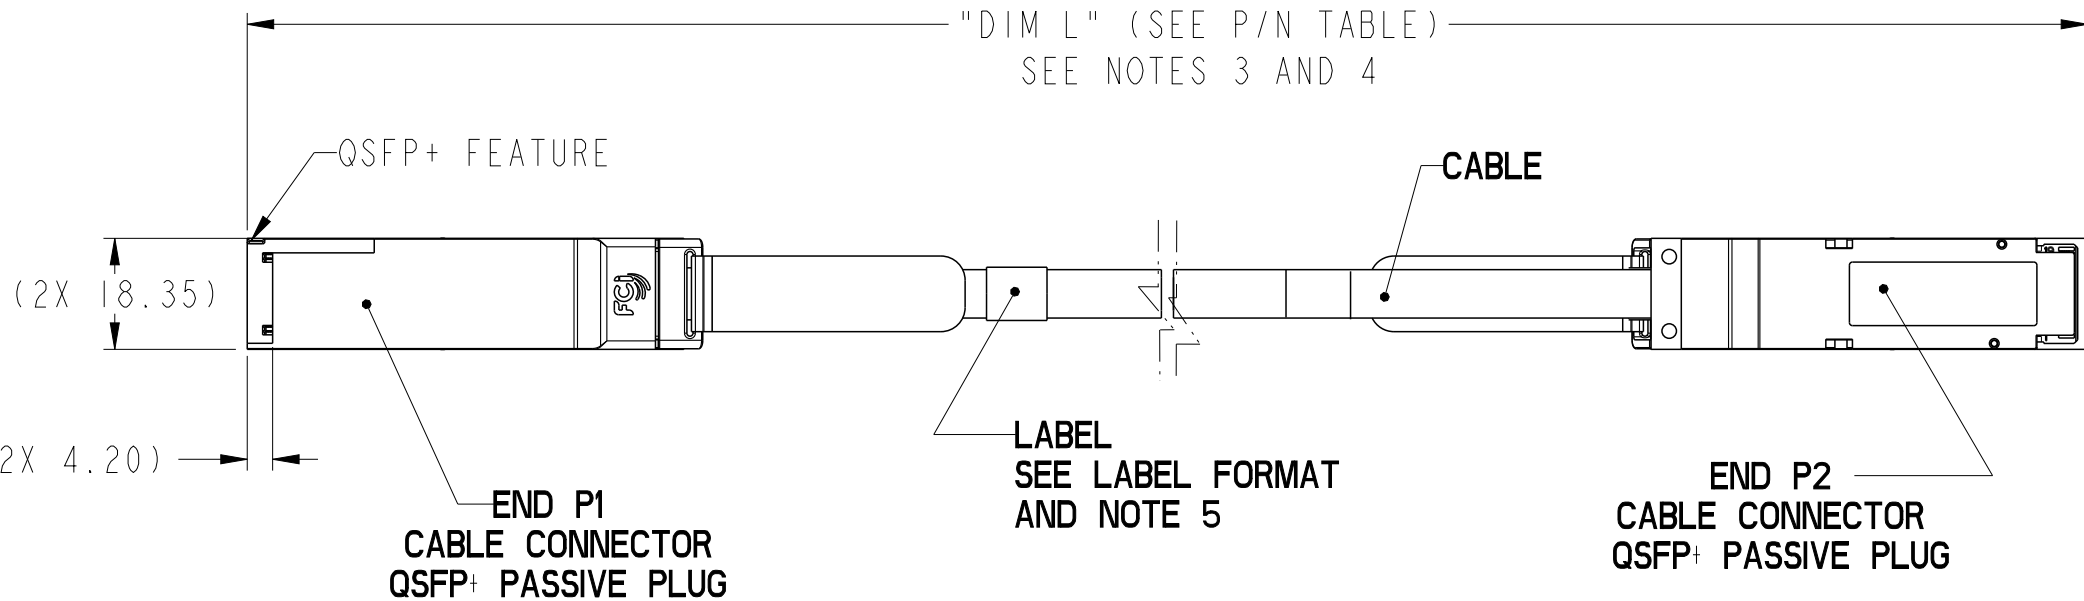 "DIM L" (SEE P/N TABLE)
SEE NOTES 3 AND 4
QSFP+ FEATURE
CABLE
(2X 18.35)
FCI
2X 4.20)
LABEL
SEE LABEL FORMAT
AND NOTE 5
END P1
CABLE CONNECTOR
QSFP+ PASSIVE PLUG
END P2
CABLE CONNECTOR
QSFP+ PASSIVE PLUG